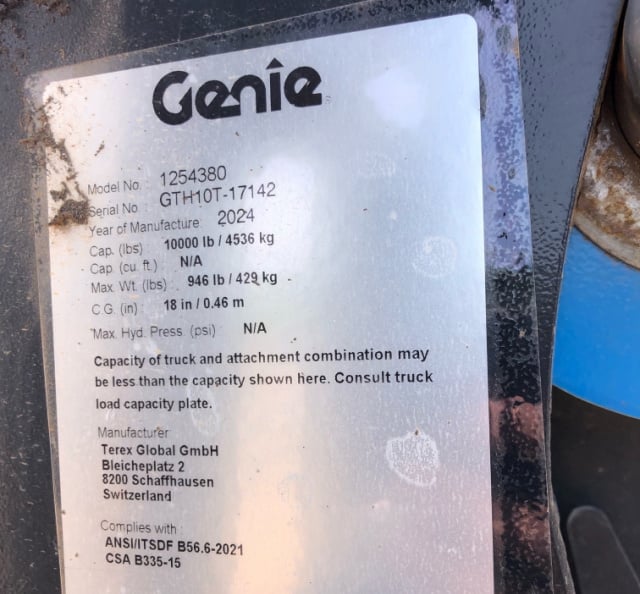 Genie
Model No. 1254380
Serial No GTH10T-17142
Year of Manufacture 2024
Cap. (lbs) 10000 lb / 4536 kg
Cap. (cu. ft.) N/A
Max. Wt. (lbs) 946 lb / 429 kg
C.G. (in) 18 in / 0.46 m
Max. Hyd. Press. (psi) N/A
Capacity of truck and attachment combination may
be less than the capacity shown here. Consult truck
load capacity plate.
Manufacturer
Terex Global GmbH
Bleicheplatz 2
8200 Schaffhausen
Switzerland
Complies with :
ANSI/ITSDF B56.6-2021
CSA B335-15